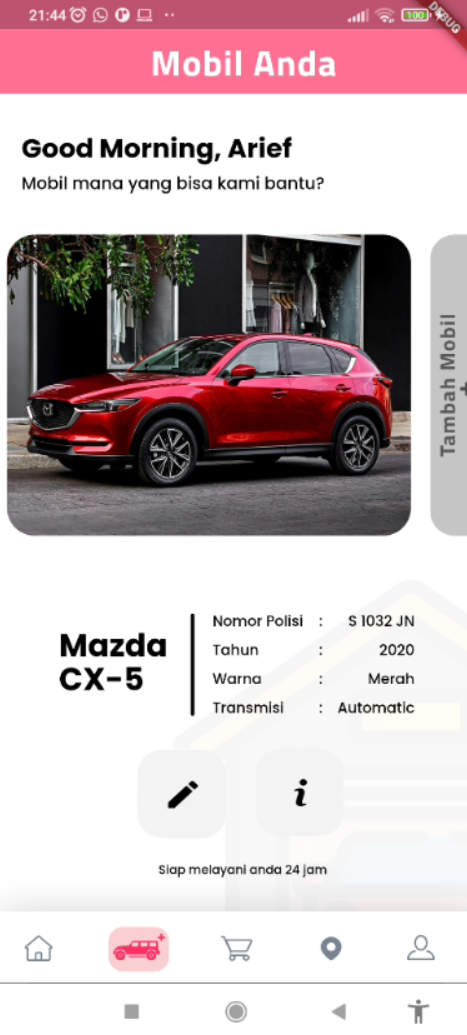 21:44
100
DEBUG
Mobil Anda
Good Morning, Arief
Mobil mana yang bisa kami bantu?
Tambah Mobil
+
Mazda
CX-5
Nomor Polisi : S 1032 JN
Tahun : 2020
Warna : Merah
Transmisi : Automatic
Siap melayani anda 24 jam